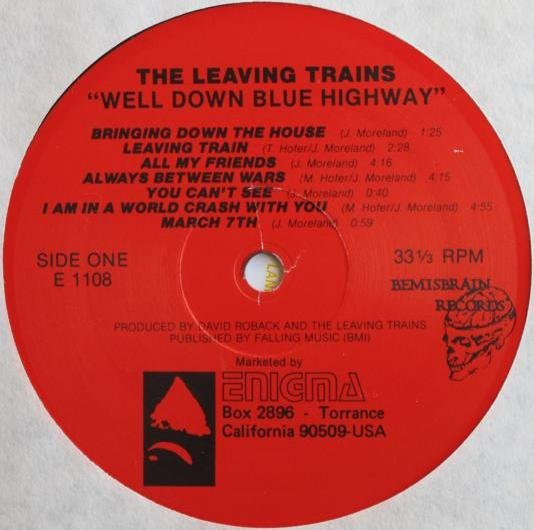 THE LEAVING TRAINS
"WELL DOWN BLUE HIGHWAY"
BRINGING DOWN THE HOUSE (J. Moreland) 1:25
LEAVING TRAIN (T. Hofer/J. Moreland) 2:28
ALL MY FRIENDS (J. Moreland) 4:16
ALWAYS BETWEEN WARS (M. Hofer/J. Moreland) 4:15
YOU CAN'T SEE (J. Moreland) 0:40
I AM IN A WORLD CRASH WITH YOU (M. Hofer/J. Moreland) 4:55
MARCH 7TH (J. Moreland) 0:59
SIDE ONE
E 1108
33⅓ RPM
BEMISBRAIN
RECORDS
LAN
PRODUCED BY DAVID ROBACK AND THE LEAVING TRAINS
PUBLISHED BY FALLING MUSIC (BMI)
Marketed by
ENIGMA
Box 2896 - Torrance
California 90509-USA